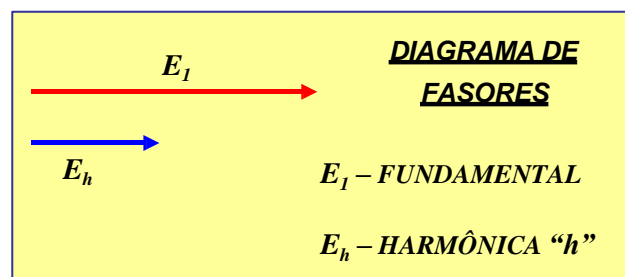 E1
DIAGRAMA DE
FASORES
Eh
E1 – FUNDAMENTAL
Eh – HARMÔNICA “h”